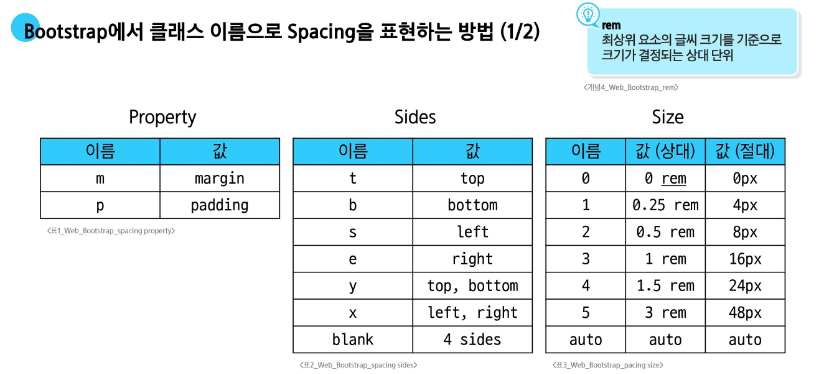 Bootstrap에서 클래스 이름으로 Spacing을 표현하는 방법 (1/2)
rem
최상위 요소의 글씨 크기를 기준으로
크기가 결정되는 상대 단위
<개념4_Web_Bootstrap_rem>
Property
이름 값
m margin
p padding
<표1_Web_Bootstrap_spacing property>
Sides
이름 값
t top
b bottom
s left
e right
y top, bottom
x left, right
blank 4 sides
<표2_Web_Bootstrap_spacing sides>
Size
이름 값 (상대) 값 (절대)
0 0 rem 0px
1 0.25 rem 4px
2 0.5 rem 8px
3 1 rem 16px
4 1.5 rem 24px
5 3 rem 48px
auto auto auto
<표3_Web_Bootstrap_pacing size>